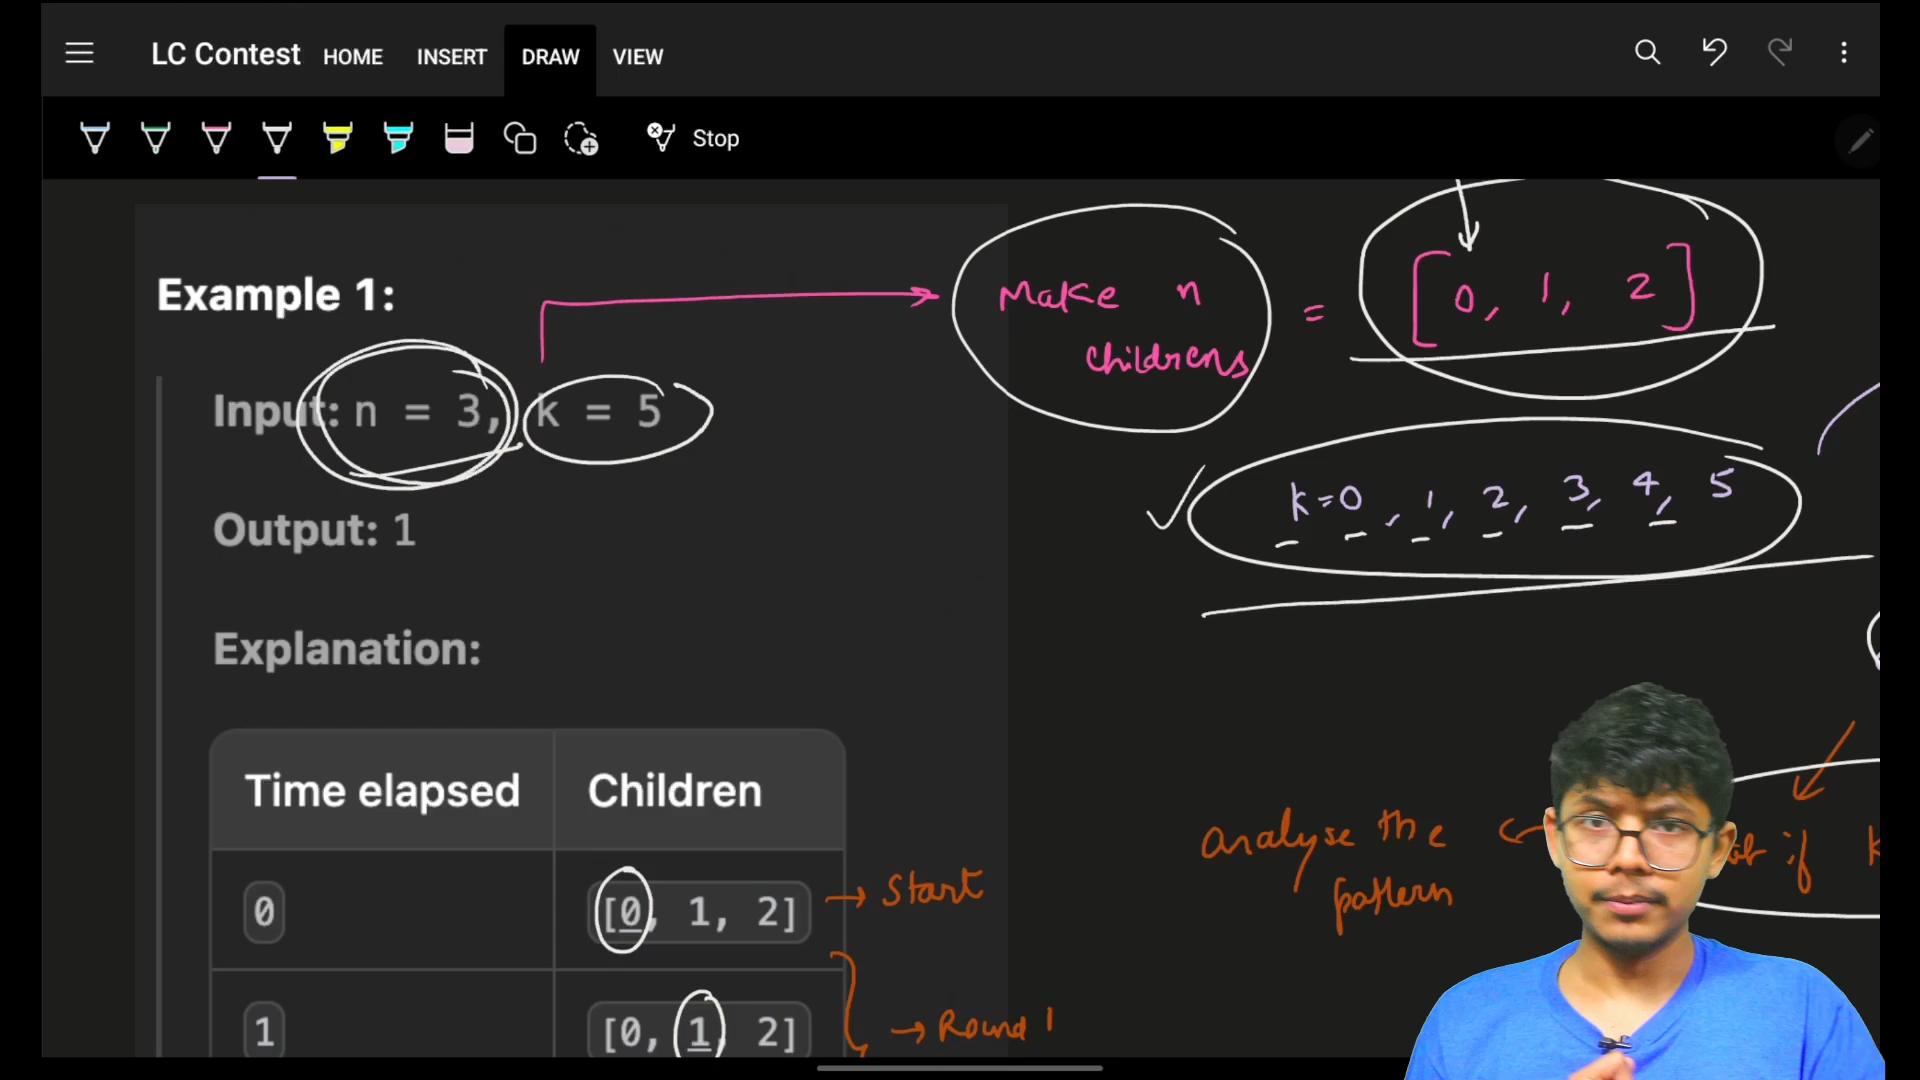 LC Contest HOME INSERT DRAW VIEW
Stop
Example 1:
Make n
childrens
= [0, 1, 2]
Input: n = 3, k = 5
k=0, 1, 2, 3, 4, 5
Output: 1
Explanation:
Time elapsed Children
0 [0, 1, 2] → Start
1 [0, 1, 2] → Round 1
analyse the
pattern
if k